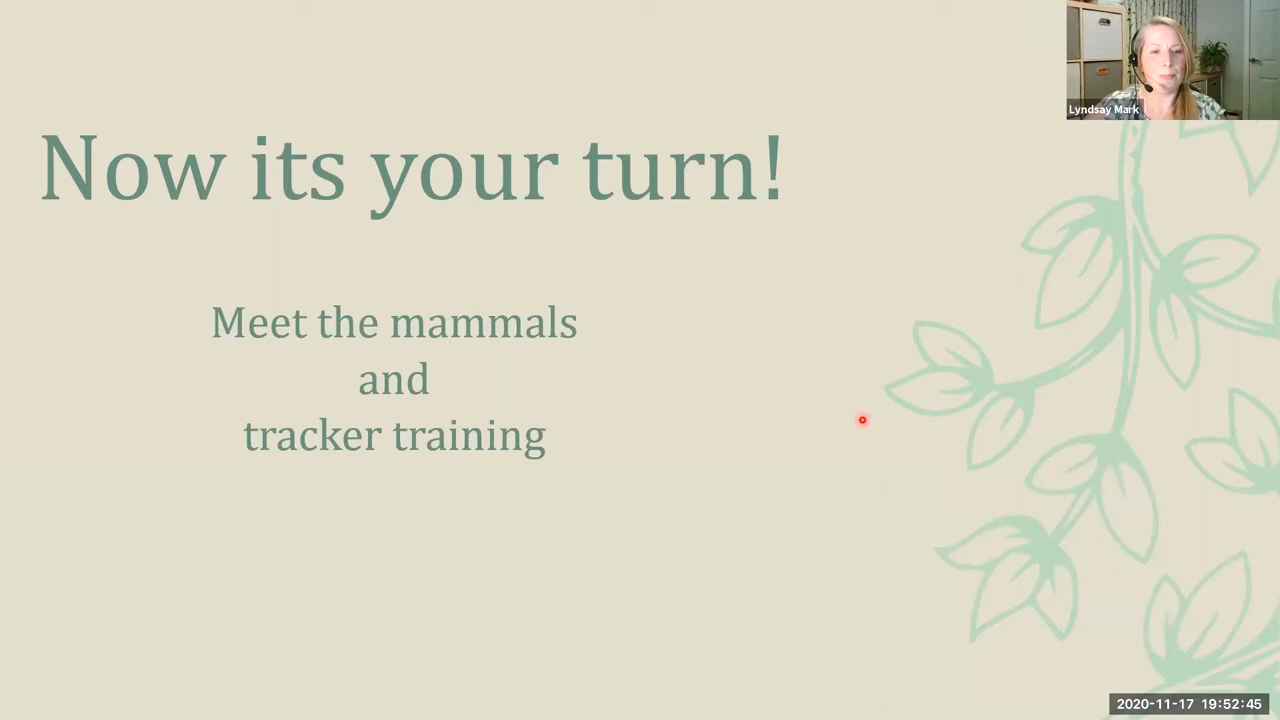 Lyndsay Mark
Now its your turn!
Meet the mammals
and
tracker training
2020-11-17 19:52:45